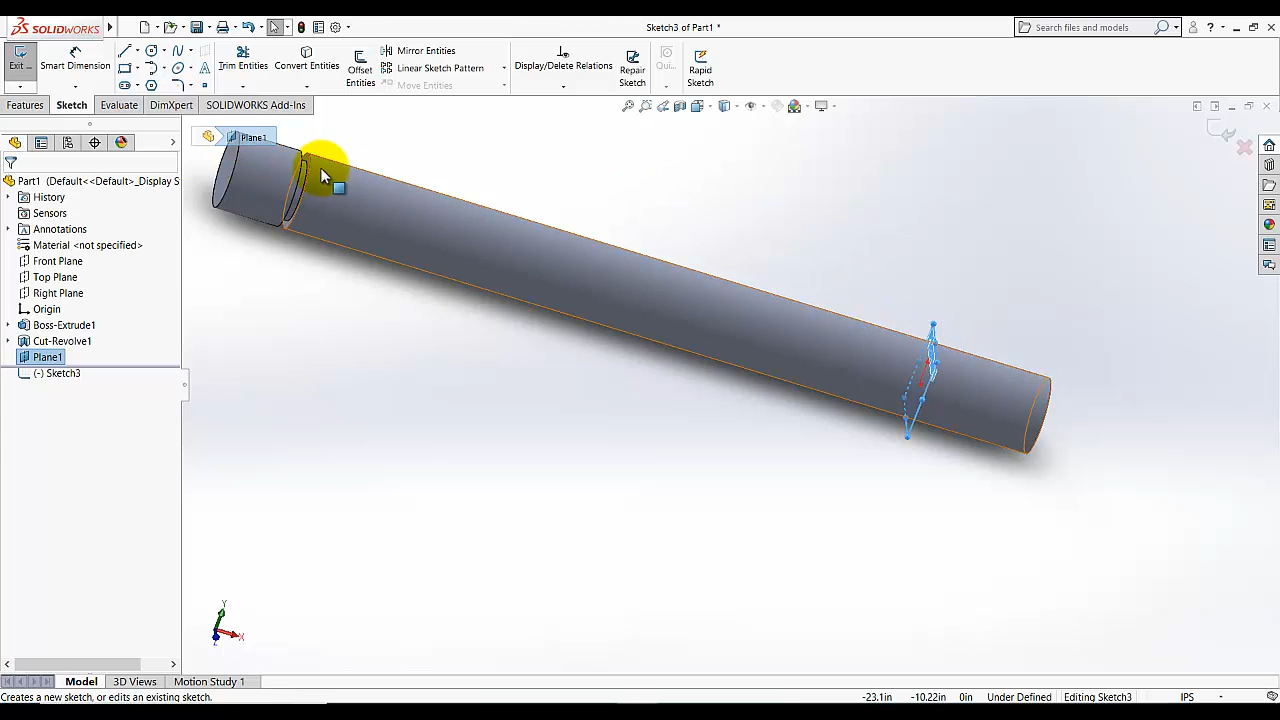 SOLIDWORKS
Sketch3 of Part1 *
Search files and models
?
Exit ...
Smart Dimension
Trim Entities
Convert Entities
Offset Entities
Mirror Entities
Linear Sketch Pattern
Move Entities
Display/Delete Relations
Repair Sketch
Qui...
Rapid Sketch
Features
Sketch
Evaluate
DimXpert
SOLIDWORKS Add-Ins
Plane1
Part1 (Default<<Default>_Display S
History
Sensors
Annotations
Material <not specified>
Front Plane
Top Plane
Right Plane
Origin
Boss-Extrude1
Cut-Revolve1
Plane1
(-) Sketch3
Y
X
Model
3D Views
Motion Study 1
Creates a new sketch, or edits an existing sketch.
-23.1in
-10.22in
0in
Under Defined
Editing Sketch3
IPS